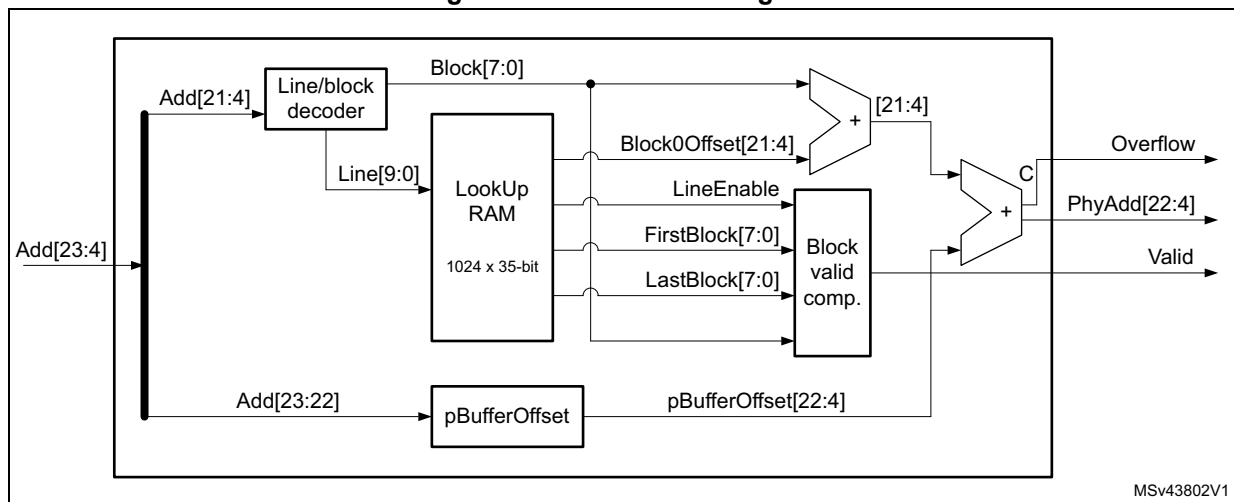 Block[7:0]
Line/block
decoder
Add[21:4]
[21:4]
+
Block0Offset[21:4]
Overflow
C
Line[9:0]
LookUp
RAM
LineEnable
PhyAdd[22:4]
+
FirstBlock[7:0]
Block
valid
comp.
Add[23:4]
1024 x 35-bit
Valid
LastBlock[7:0]
Add[23:22]
pBufferOffset
pBufferOffset[22:4]
MSv43802V1